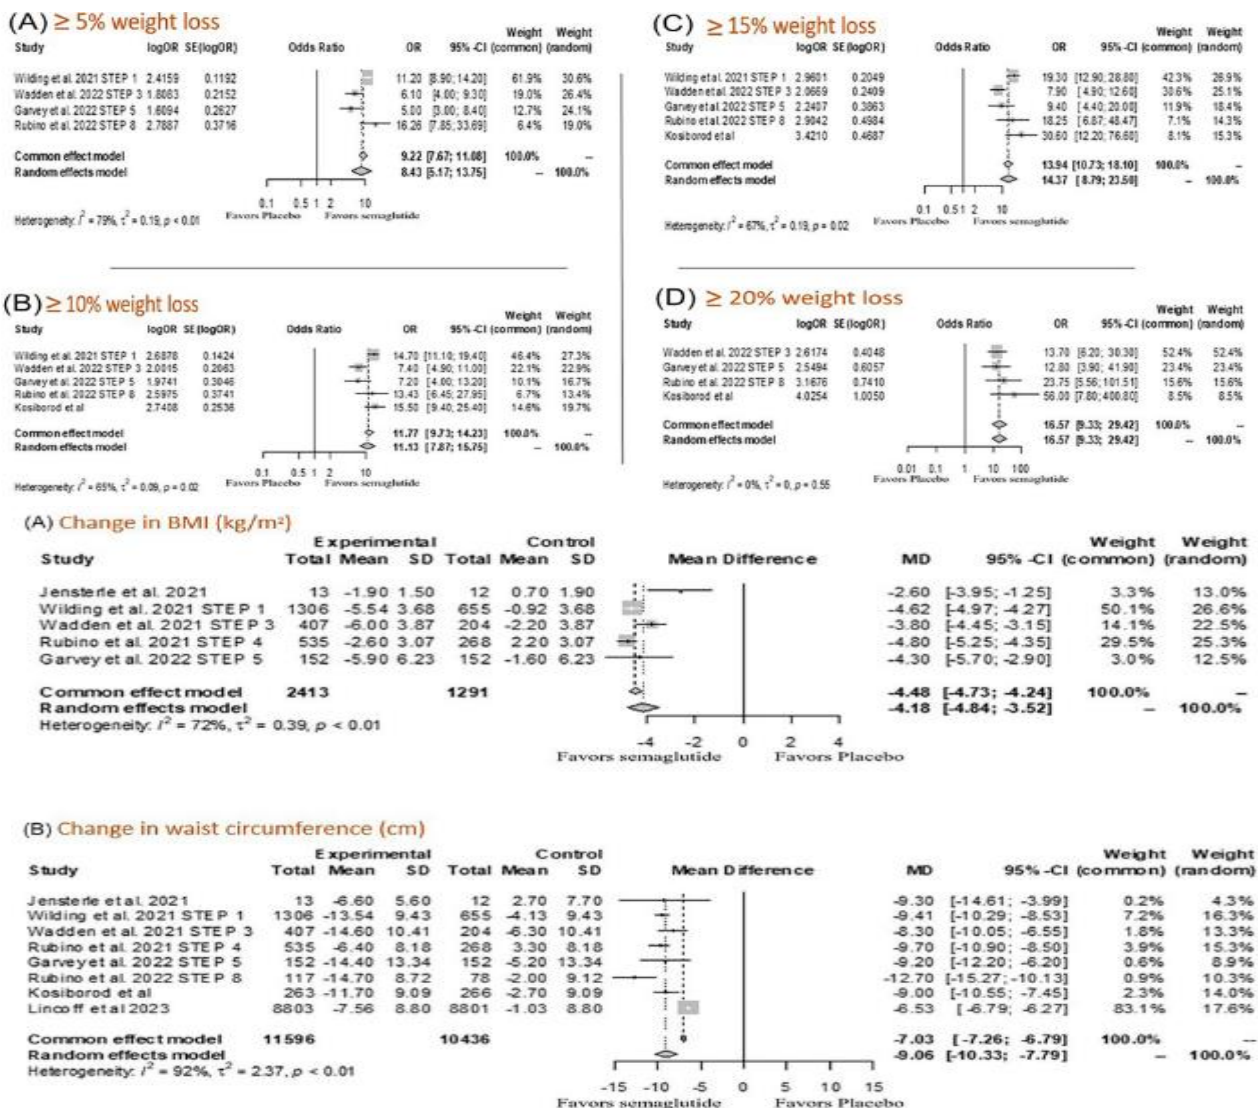 (A) ≥ 5% weight loss
Weight Weight
Study logOR SE(logOR) Odds Ratio OR 95% -CI (common) (random)
Wilding et al. 2021 STEP 1 2.4159 0.1192 11.20 [8.90; 14.20] 61.9% 30.6%
Wadden et al. 2022 STEP 3 1.8083 0.2152 6.10 [4.00; 9.30] 19.0% 26.4%
Garvey et al. 2022 STEP 5 1.6094 0.2627 5.00 [3.00; 8.40] 12.7% 24.1%
Rubino et al. 2022 STEP 8 2.7887 0.3716 16.26 [7.85; 33.69] 6.4% 19.0%
Common effect model 9.22 [7.67; 11.08] 100.0% --
Random effects model 8.43 [5.17; 13.75] -- 100.0%
0.1 0.5 1 2 10
Favors Placebo Favors semaglutide
Heterogeneity: I² = 79%, τ² = 0.19, p < 0.01
(B) ≥ 10% weight loss
Weight Weight
Study logOR SE(logOR) Odds Ratio OR 95% -CI (common) (random)
Wilding et al. 2021 STEP 1 2.6878 0.1424 14.70 [11.10; 19.40] 46.4% 27.3%
Wadden et al. 2022 STEP 3 2.0015 0.2063 7.40 [4.90; 11.00] 22.1% 22.9%
Garvey et al. 2022 STEP 5 1.9741 0.3046 7.20 [4.00; 13.20] 10.1% 16.7%
Rubino et al. 2022 STEP 8 2.5975 0.3741 13.43 [6.45; 27.95] 6.7% 13.4%
Kosiborod et al 2.7408 0.2536 15.50 [9.40; 25.40] 14.6% 19.7%
Common effect model 11.77 [9.73; 14.23] 100.0% --
Random effects model 11.13 [7.87; 15.75] -- 100.0%
0.1 0.5 1 2 10
Favors Placebo Favors semaglutide
Heterogeneity: I² = 65%, τ² = 0.09, p = 0.02
(C) ≥ 15% weight loss
Weight Weight
Study logOR SE(logOR) Odds Ratio OR 95% -CI (common) (random)
Wilding et al. 2021 STEP 1 2.9601 0.2049 19.30 [12.90; 28.80] 42.3% 26.9%
Wadden et al. 2022 STEP 3 2.0669 0.2409 7.90 [4.90; 12.60] 30.6% 25.1%
Garvey et al. 2022 STEP 5 2.2407 0.3863 9.40 [4.40; 20.00] 11.9% 18.4%
Rubino et al. 2022 STEP 8 2.9042 0.4984 18.25 [6.87; 48.47] 7.1% 14.3%
Kosiborod et al 3.4210 0.4687 30.60 [12.20; 76.60] 8.1% 15.3%
Common effect model 13.94 [10.73; 18.10] 100.0% --
Random effects model 14.37 [8.79; 23.50] -- 100.0%
0.1 0.5 1 2 10
Favors Placebo Favors semaglutide
Heterogeneity: I² = 67%, τ² = 0.19, p = 0.02
(D) ≥ 20% weight loss
Weight Weight
Study logOR SE(logOR) Odds Ratio OR 95% -CI (common) (random)
Wadden et al. 2022 STEP 3 2.6174 0.4048 13.70 [6.20; 30.30] 52.4% 52.4%
Garvey et al. 2022 STEP 5 2.5494 0.6057 12.80 [3.90; 41.90] 23.4% 23.4%
Rubino et al. 2022 STEP 8 3.1676 0.7410 23.75 [5.56; 101.51] 15.6% 15.6%
Kosiborod et al 4.0254 1.0050 56.00 [7.80; 400.80] 8.5% 8.5%
Common effect model 16.57 [9.33; 29.42] 100.0% --
Random effects model 16.57 [9.33; 29.42] -- 100.0%
0.01 0.1 1 10 100
Favors Placebo Favors semaglutide
Heterogeneity: I² = 0%, τ² = 0, p = 0.55
(A) Change in BMI (kg/m²)
Experimental Control Weight Weight
Study Total Mean SD Total Mean SD Mean Difference MD 95% -CI (common) (random)
Jensterle et al. 2021 13 -1.90 1.50 12 0.70 1.90 -2.60 [-3.95; -1.25] 3.3% 13.0%
Wilding et al. 2021 STEP 1 1306 -5.54 3.68 655 -0.92 3.68 -4.62 [-4.97; -4.27] 50.1% 26.6%
Wadden et al. 2021 STEP 3 407 -6.00 3.87 204 -2.20 3.87 -3.80 [-4.45; -3.15] 14.1% 22.5%
Rubino et al. 2021 STEP 4 535 -2.60 3.07 268 2.20 3.07 -4.80 [-5.25; -4.35] 29.5% 25.3%
Garvey et al. 2022 STEP 5 152 -5.90 6.23 152 -1.60 6.23 -4.30 [-5.70; -2.90] 3.0% 12.5%
Common effect model 2413 1291 -4.48 [-4.73; -4.24] 100.0% --
Random effects model -4.18 [-4.84; -3.52] -- 100.0%
Heterogeneity: I² = 72%, τ² = 0.39, p < 0.01
-4 -2 0 2 4
Favors semaglutide Favors Placebo
(B) Change in waist circumference (cm)
Experimental Control Weight Weight
Study Total Mean SD Total Mean SD Mean Difference MD 95% -CI (common) (random)
Jensterle et al. 2021 13 -6.60 5.60 12 2.70 7.70 -9.30 [-14.61; -3.99] 0.2% 4.3%
Wilding et al. 2021 STEP 1 1306 -13.54 9.43 655 -4.13 9.43 -9.41 [-10.29; -8.53] 7.2% 16.3%
Wadden et al. 2021 STEP 3 407 -14.60 10.41 204 -6.30 10.41 -8.30 [-10.05; -6.55] 1.8% 13.3%
Rubino et al. 2021 STEP 4 535 -6.40 8.18 268 3.30 8.18 -9.70 [-10.90; -8.50] 3.9% 15.3%
Garvey et al. 2022 STEP 5 152 -14.40 13.34 152 -5.20 13.34 -9.20 [-12.20; -6.20] 0.6% 8.9%
Rubino et al. 2022 STEP 8 117 -14.70 8.72 78 -2.00 9.12 -12.70 [-15.27; -10.13] 0.9% 10.3%
Kosiborod et al 263 -11.70 9.09 266 -2.70 9.09 -9.00 [-10.55; -7.45] 2.3% 14.0%
Lincoff et al 2023 8803 -7.56 8.80 8801 -1.03 8.80 -6.53 [-6.79; -6.27] 83.1% 17.6%
Common effect model 11596 10436 -7.03 [-7.26; -6.79] 100.0% --
Random effects model -9.06 [-10.33; -7.79] -- 100.0%
Heterogeneity: I² = 92%, τ² = 2.37, p < 0.01
-15 -10 -5 0 5 10 15
Favors semaglutide Favors Placebo